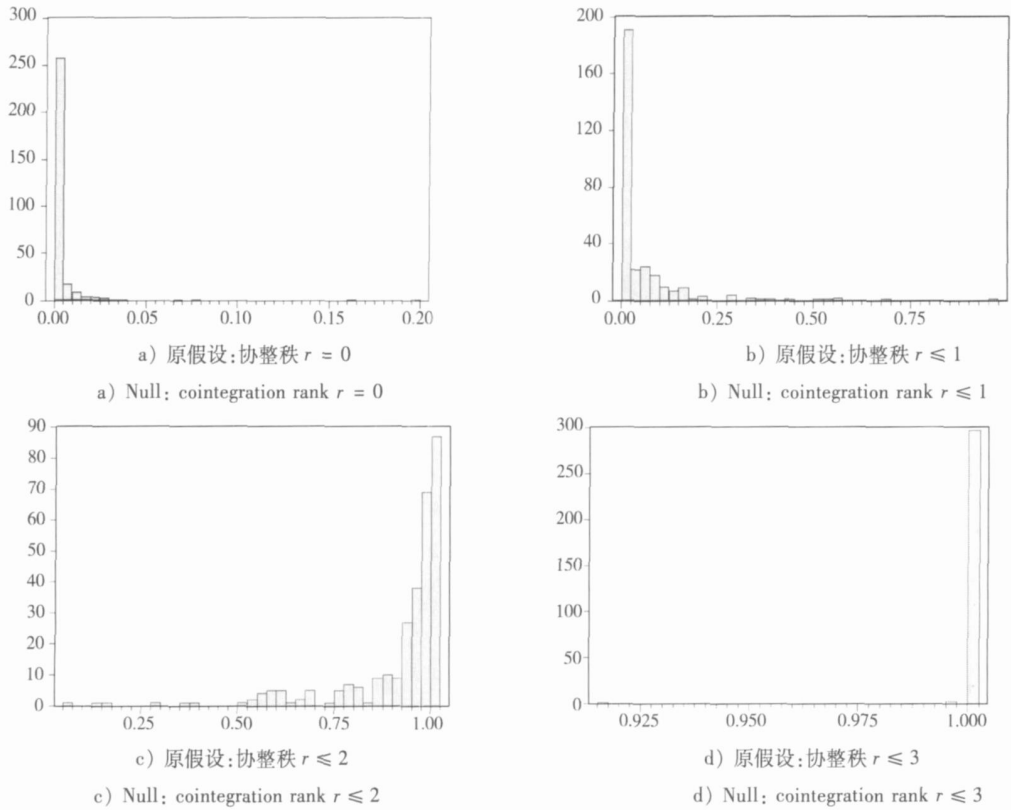 300
250
200
150
100
50
0
0.00 0.05 0.10 0.15 0.20
a) 原假设:协整秩 r = 0
a) Null: cointegration rank r = 0
200
160
120
80
40
0
0.00 0.25 0.50 0.75
b) 原假设:协整秩 r ≤ 1
b) Null: cointegration rank r ≤ 1
90
80
70
60
50
40
30
20
10
0
0.25 0.50 0.75 1.00
c) 原假设:协整秩 r ≤ 2
c) Null: cointegration rank r ≤ 2
300
250
200
150
100
50
0
0.925 0.950 0.975 1.000
d) 原假设:协整秩 r ≤ 3
d) Null: cointegration rank r ≤ 3